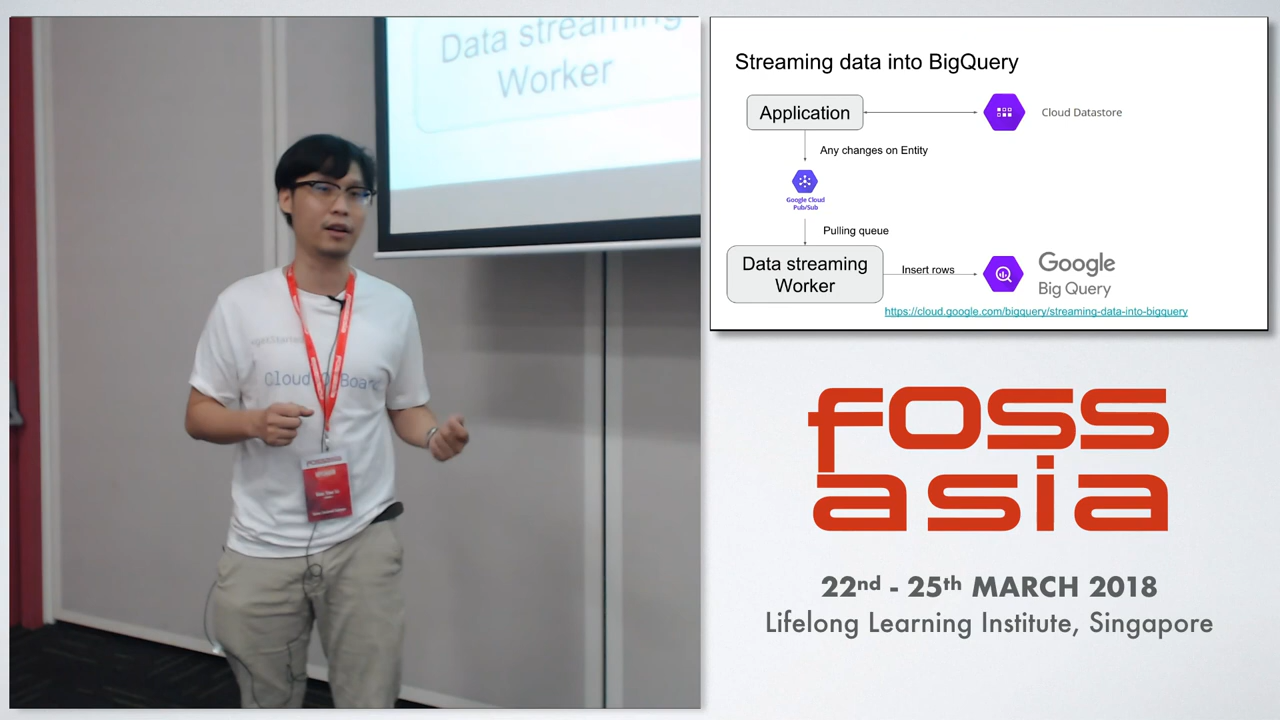 Data streaming
Worker
Cloud OnBoard
FOSSASIA
Streaming data into BigQuery
Application
Cloud Datastore
Any changes on Entity
Google Cloud
Pub/Sub
Pulling queue
Data streaming
Worker
Insert rows
Google
Big Query
https://cloud.google.com/bigquery/streaming-data-into-bigquery
foss
asia
22nd - 25th MARCH 2018
Lifelong Learning Institute, Singapore